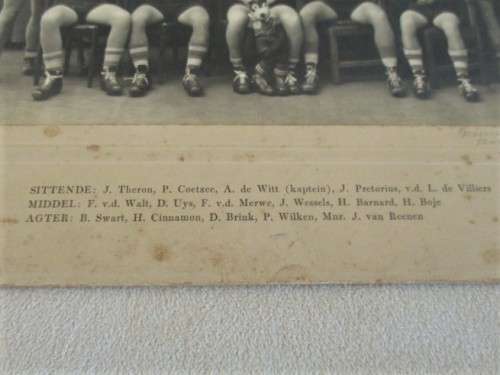 SITTENDE: J. Theron, P. Coetzee, A. de Witt (kaptein), J. Pretorius, v.d. L. de Villiers
MIDDEL: F. v.d. Walt, D. Uys, F. v.d. Merwe, J. Wessels, H. Barnard, H. Boje
AGTER: B. Swart, H. Cinnamon, D. Brink, P. Wilken, Mnr. J. van Reenen